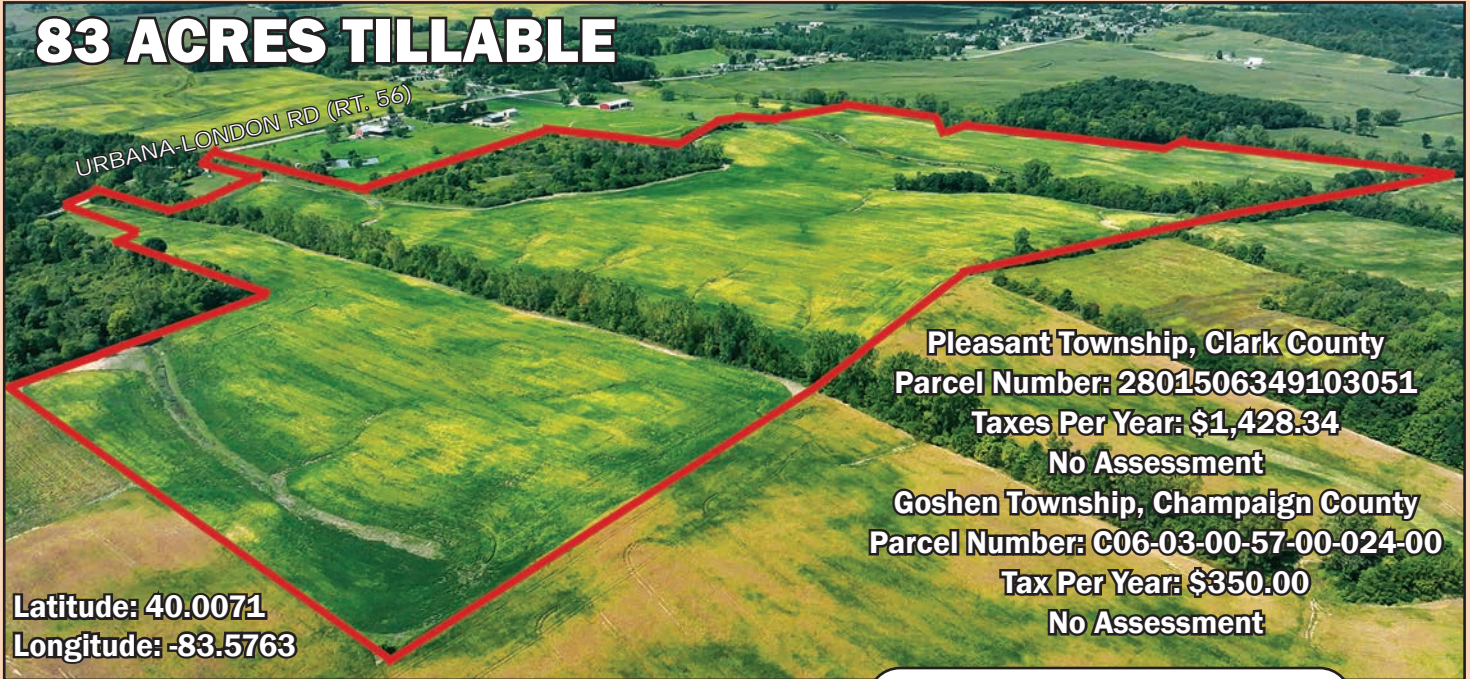 83 ACRES TILLABLE
URBANA-LONDON RD (RT. 56)
Pleasant Township, Clark County
Parcel Number: 2801506349103051
Taxes Per Year: $1,428.34
No Assessment
Goshen Township, Champaign County
Parcel Number: C06-03-00-57-00-024-00
Tax Per Year: $350.00
No Assessment
Latitude: 40.0071
Longitude: -83.5763